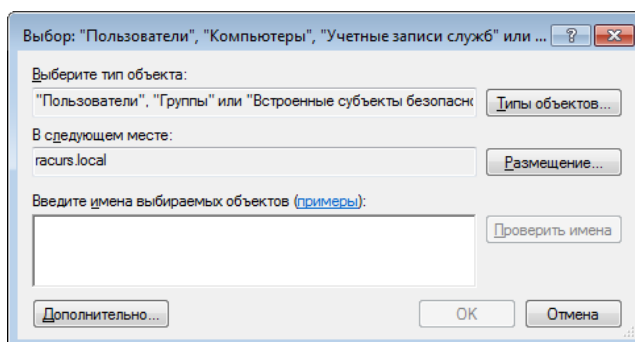 Выбор: "Пользователи", "Компьютеры", "Учетные записи служб" или ...
Выберите тип объекта:
"Пользователи", "Группы" или "Встроенные субъекты безопасно
Типы объектов...
В следующем месте:
racurs.local
Размещение...
Введите имена выбираемых объектов (примеры):
Проверить имена
Дополнительно...
OK
Отмена